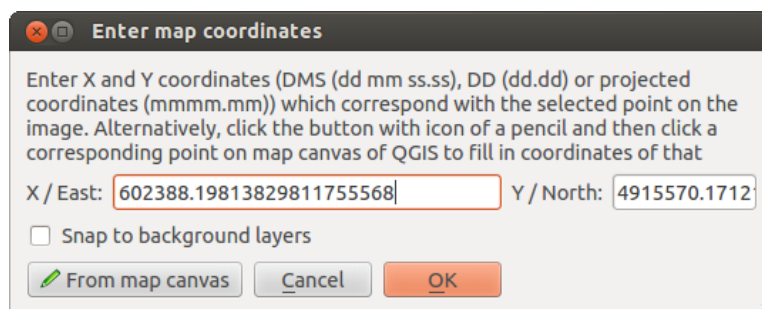 Enter map coordinates
Enter X and Y coordinates (DMS (dd mm ss.ss), DD (dd.dd) or projected
coordinates (mmmm.mm)) which correspond with the selected point on the
image. Alternatively, click the button with icon of a pencil and then click a
corresponding point on map canvas of QGIS to fill in coordinates of that
X / East: 602388.19813829811755568 Y / North: 4915570.1712
Snap to background layers
From map canvas Cancel OK